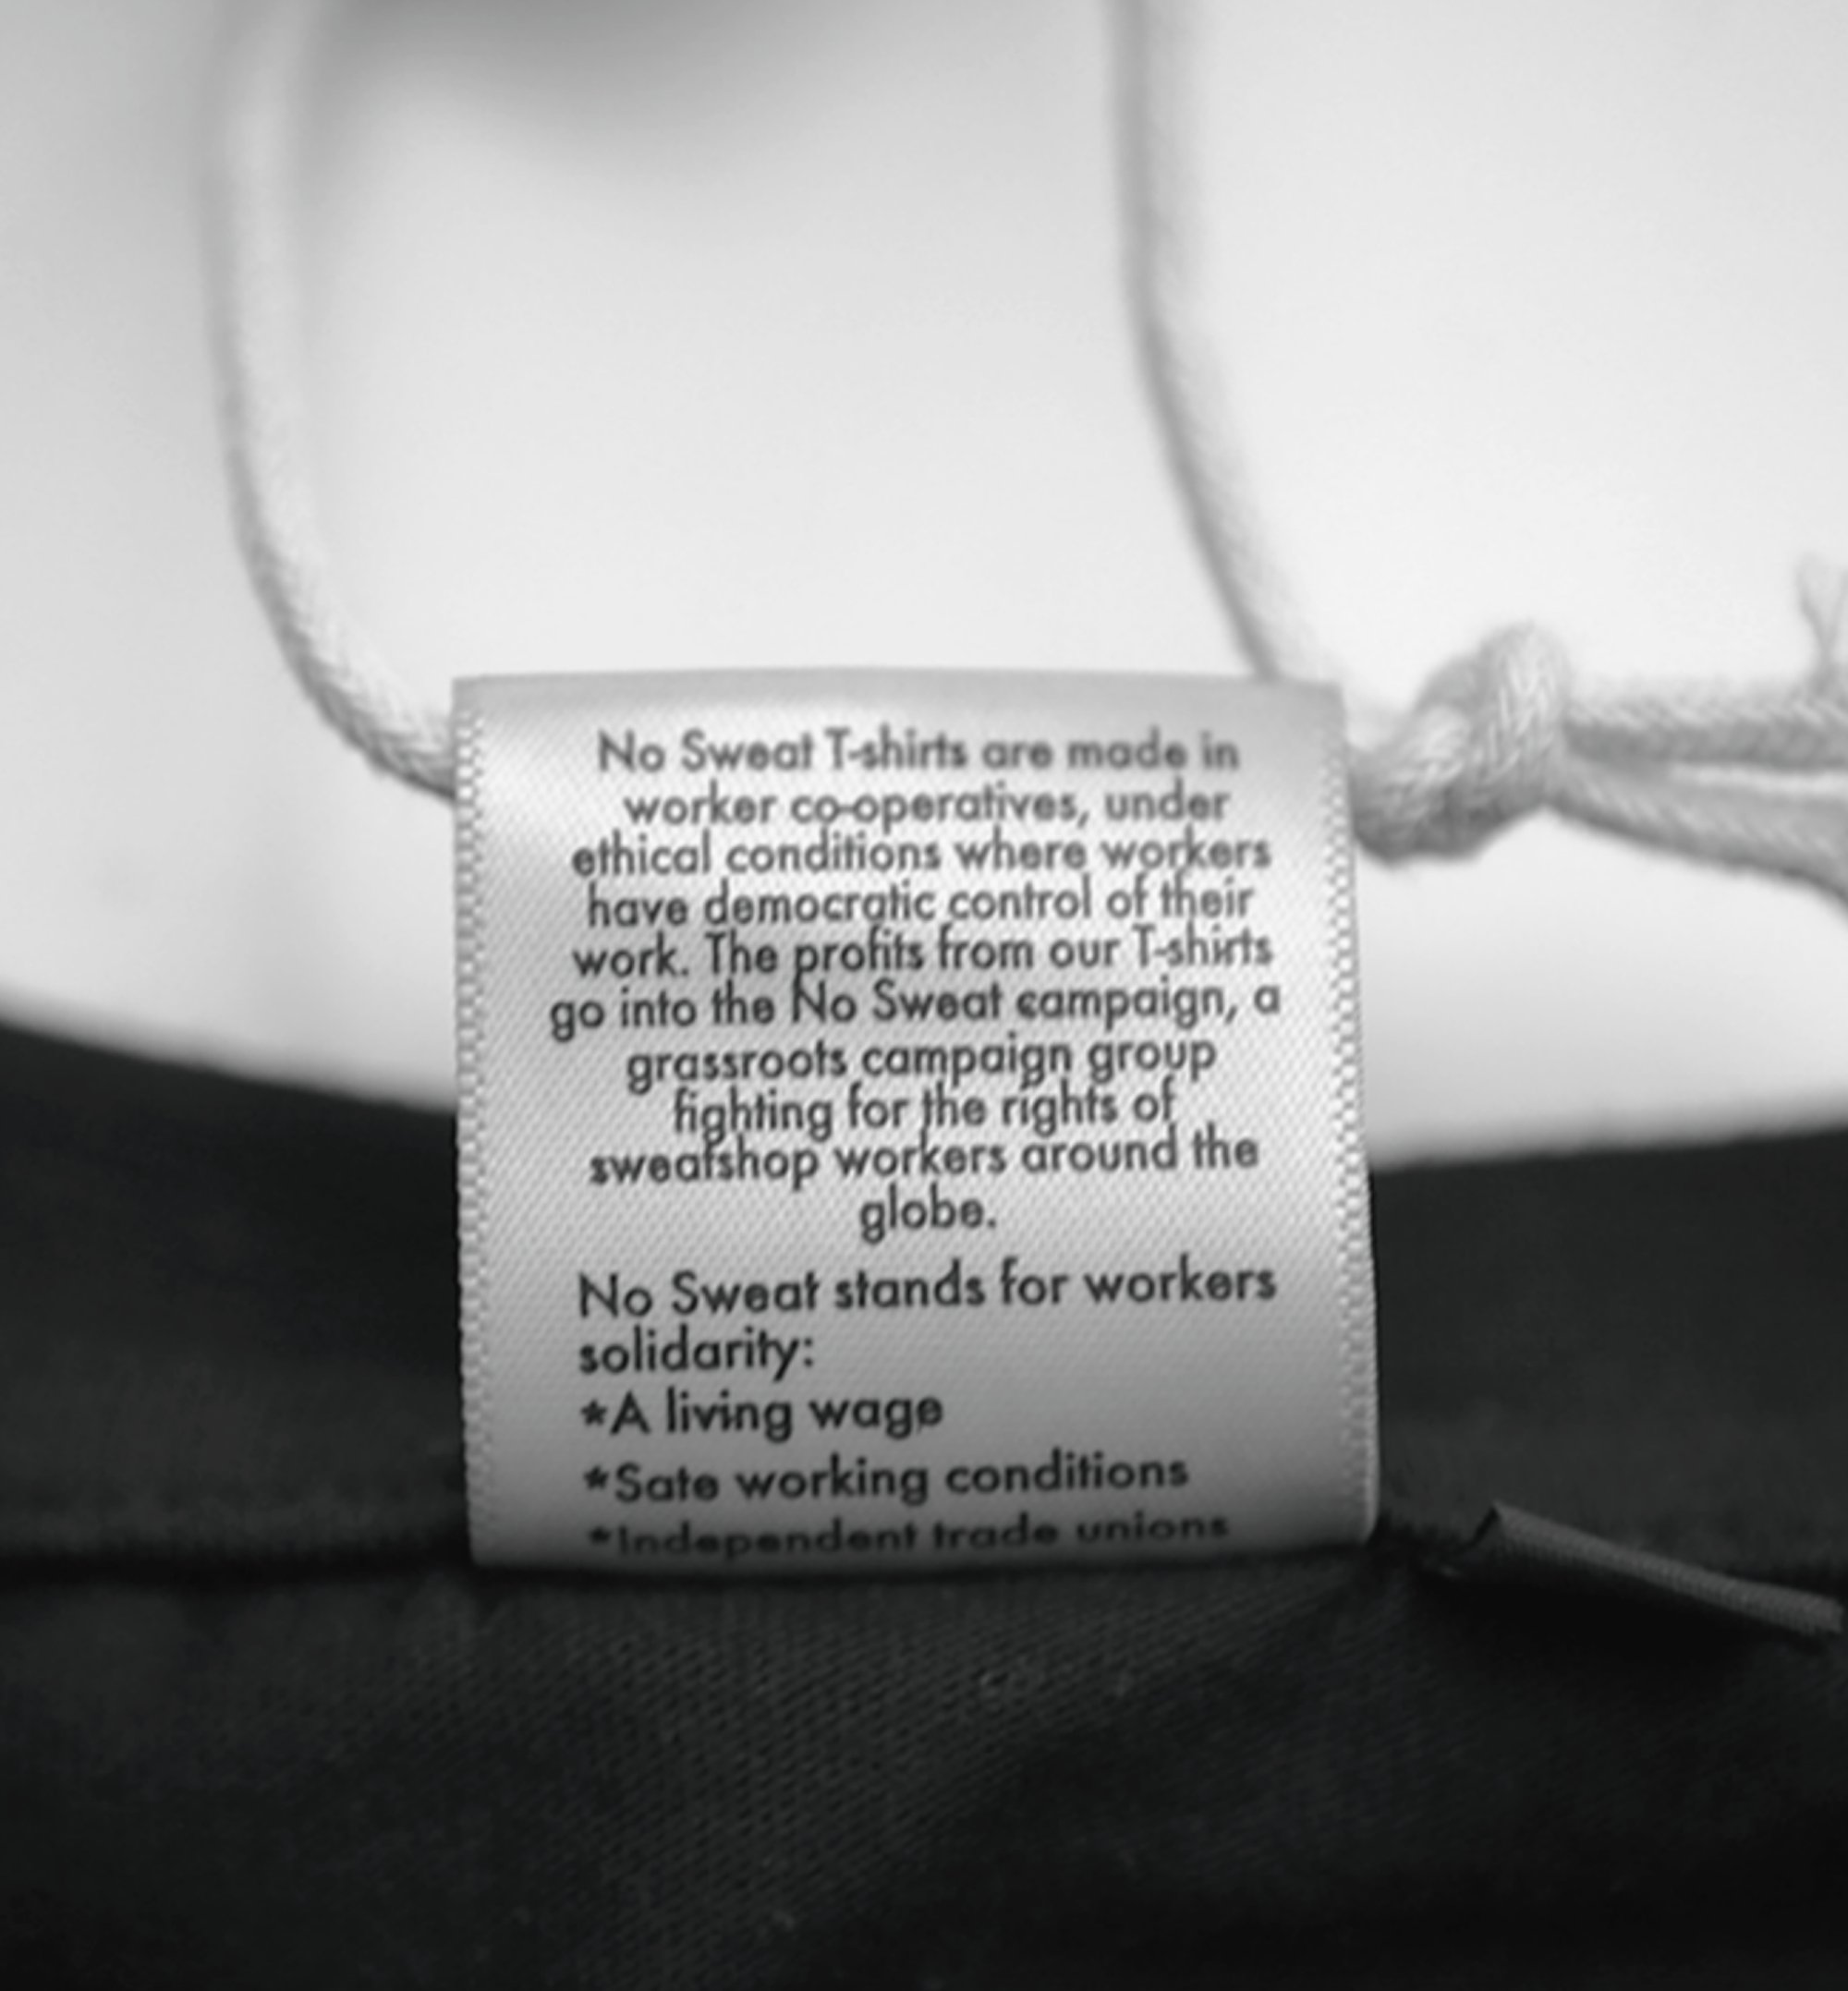 No Sweat T-shirts are made in
worker co-operatives, under
ethical conditions where workers
have democratic control of their
work. The profits from our T-shirts
go into the No Sweat campaign, a
grassroots campaign group
fighting for the rights of
sweatshop workers around the
globe.
No Sweat stands for workers
solidarity:
*A living wage
*Safe working conditions
*Independent trade unions